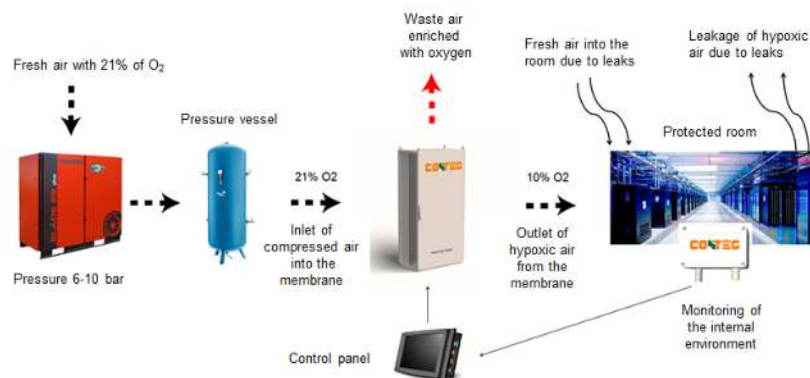 Waste air
enriched
with oxygen
Fresh air into the
room due to leaks
Leakage of hypoxic
air due to leaks
Fresh air with 21% of O₂
Pressure vessel
Protected room
21% O2
10% O2
CONTEG
Inlet of
compressed air
into the
membrane
Outlet of
hypoxic air
from the
membrane
CONTEG
Pressure 6-10 bar
Monitoring of
the internal
environment
Control panel